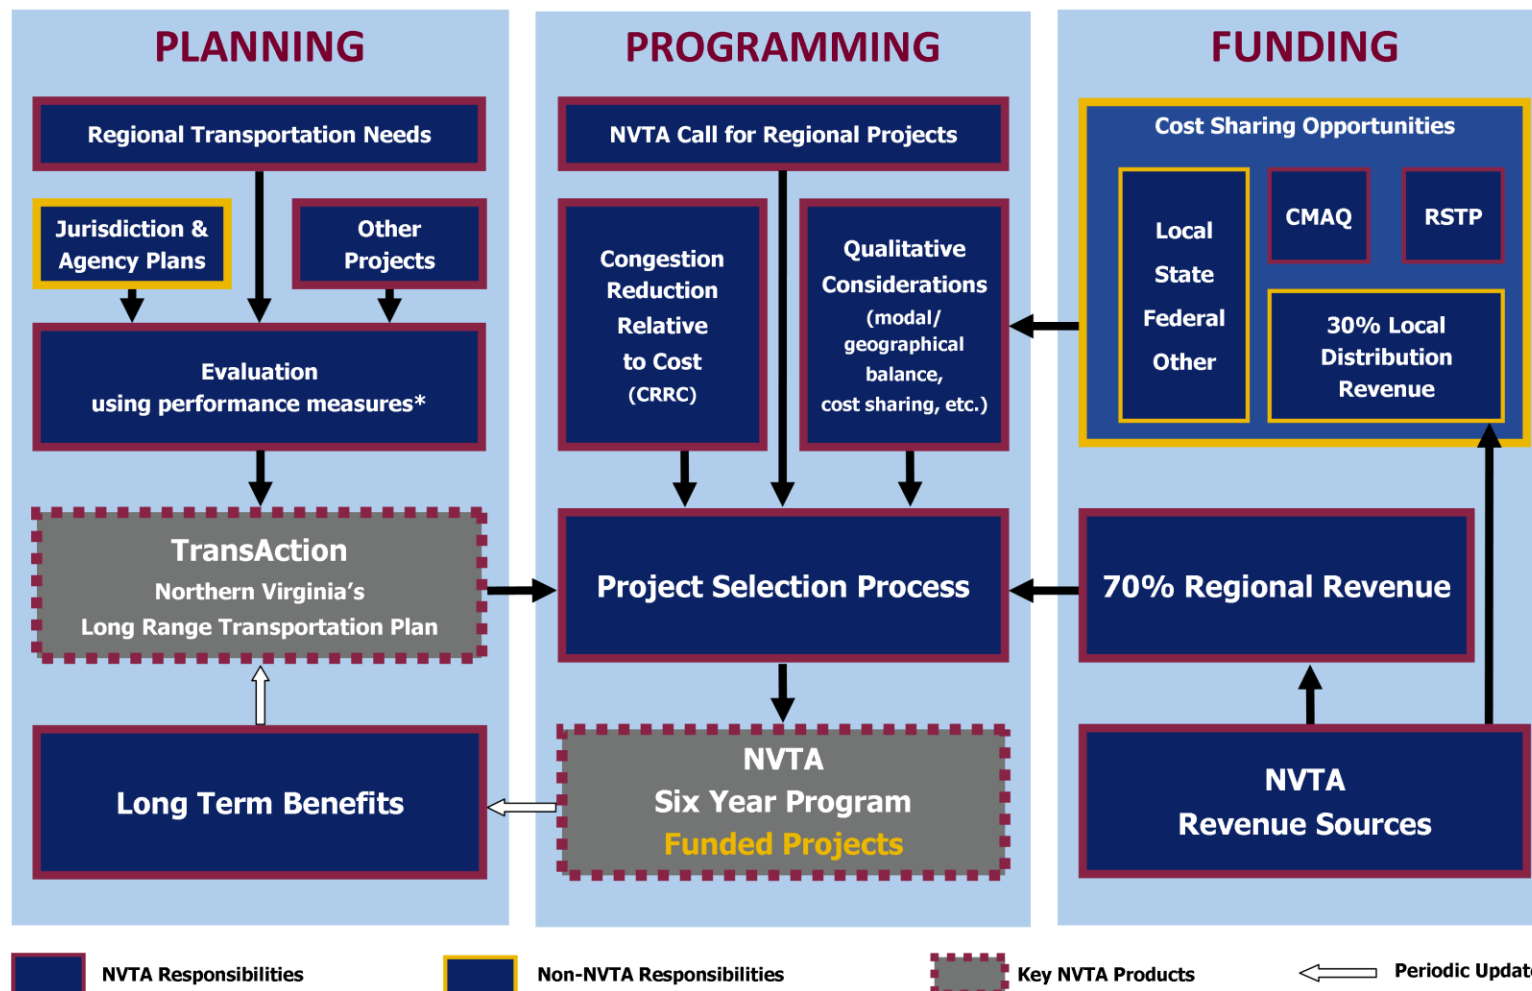 PLANNING
Regional Transportation Needs
Jurisdiction &
Agency Plans
Other
Projects
Evaluation
using performance measures*
TransAction
Northern Virginia's
Long Range Transportation Plan
Long Term Benefits
PROGRAMMING
NVTA Call for Regional Projects
Congestion
Reduction
Relative
to Cost
(CRRC)
Qualitative
Considerations
(modal/
geographical
balance,
cost sharing, etc.)
Project Selection Process
NVTA
Six Year Program
Funded Projects
FUNDING
Cost Sharing Opportunities
Local
State
Federal
Other
CMAQ
RSTP
30% Local
Distribution
Revenue
70% Regional Revenue
NVTA
Revenue Sources
NVTA Responsibilities
Non-NVTA Responsibilities
Key NVTA Products
Periodic Update